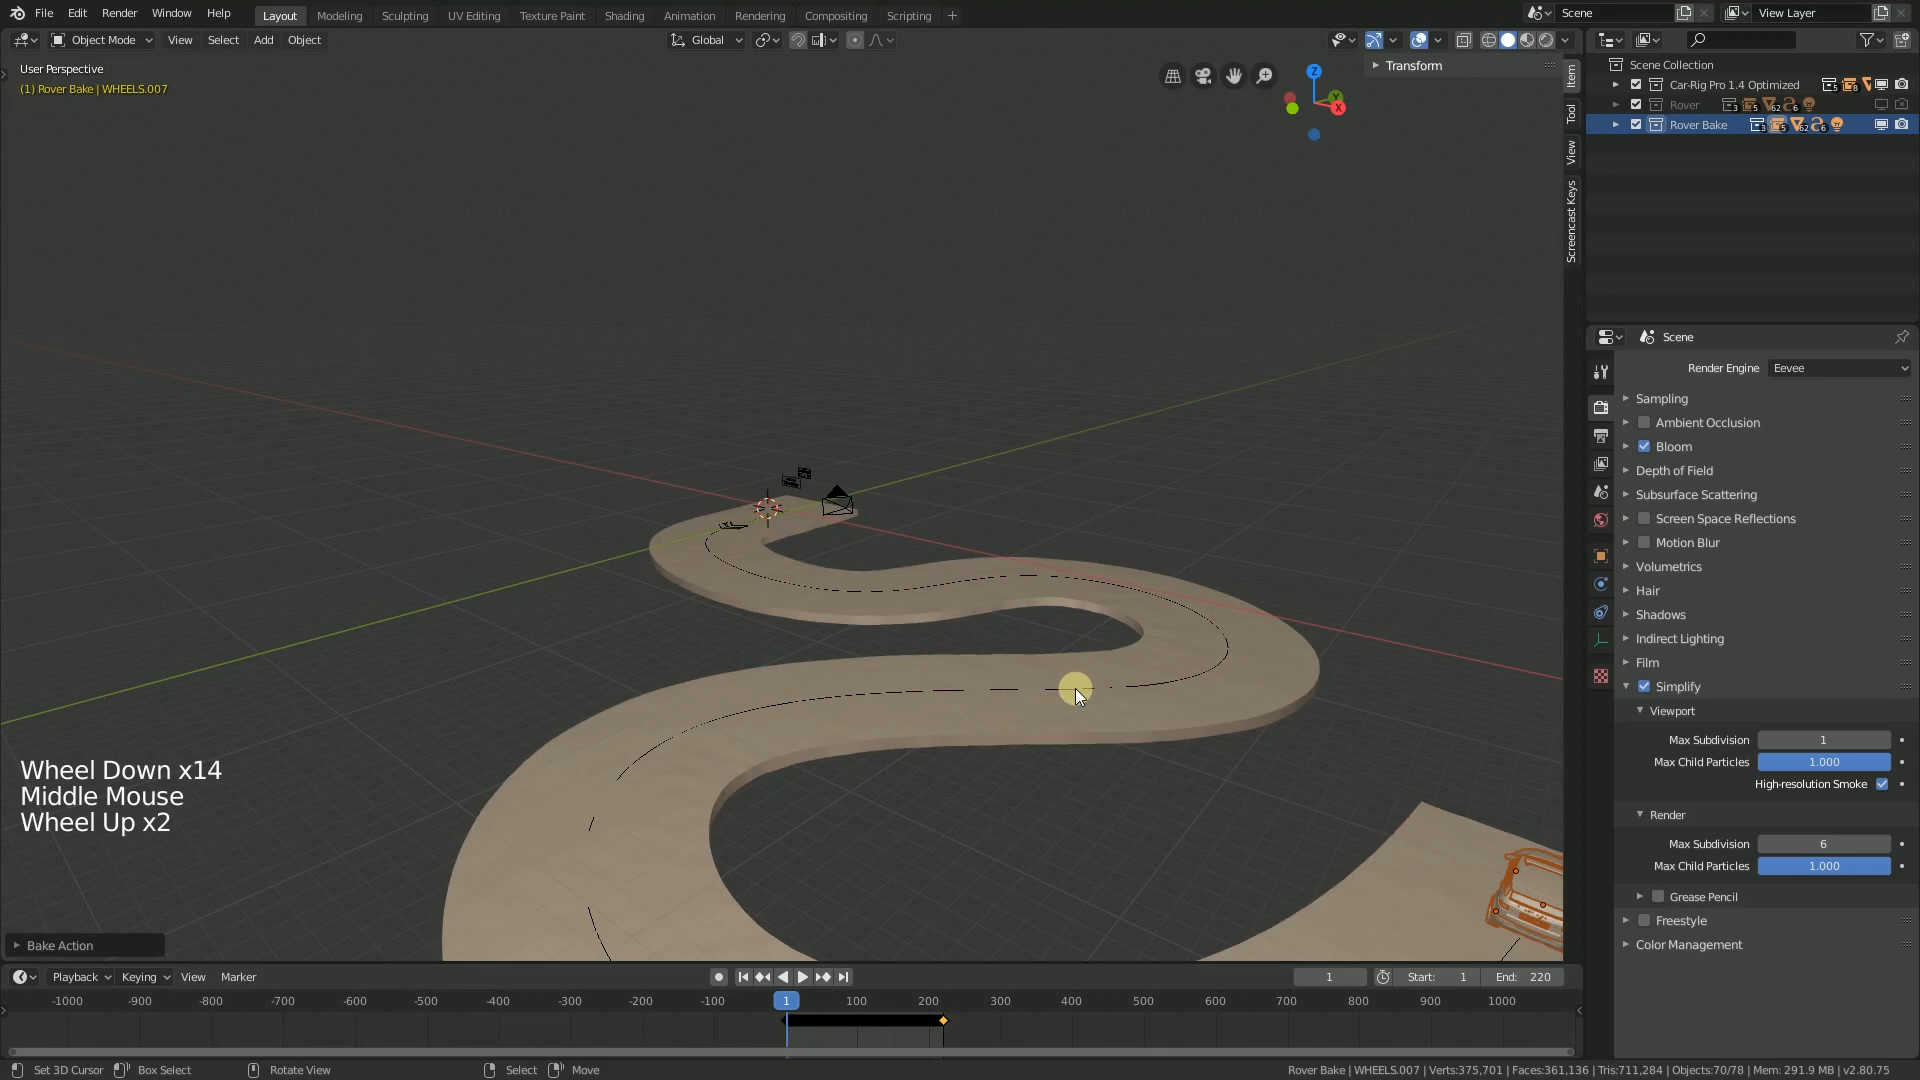 File Edit Render Window Help Layout Modeling Sculpting UV Editing Texture Paint Shading Animation Rendering Compositing Scripting + Scene View Layer
Object Mode View Select Add Object Global
User Perspective
(1) Rover Bake | WHEELS.007
Transform
Z
Y
X
Item
Tool
View
Screencast Keys
Scene Collection
Car-Rig Pro 1.4 Optimized
Rover
Rover Bake
Scene
Render Engine Eevee
Sampling
Ambient Occlusion
Bloom
Depth of Field
Subsurface Scattering
Screen Space Reflections
Motion Blur
Volumetrics
Hair
Shadows
Indirect Lighting
Film
Simplify
Viewport
Max Subdivision 1
Max Child Particles 1.000
High-resolution Smoke
Render
Max Subdivision 6
Max Child Particles 1.000
Grease Pencil
Freestyle
Color Management
Wheel Down x14
Middle Mouse
Wheel Up x2
Bake Action
Playback Keying View Marker 1 Start: 1 End: 220
-1000 -900 -800 -700 -600 -500 -400 -300 -200 -100 1 100 200 300 400 500 600 700 800 900 1000
Set 3D Cursor Box Select Rotate View Select Move Rover Bake | WHEELS.007 | Verts:375,701 | Faces:361,136 | Tris:711,284 | Objects:70/78 | Mem: 291.9 MB | v2.80.75